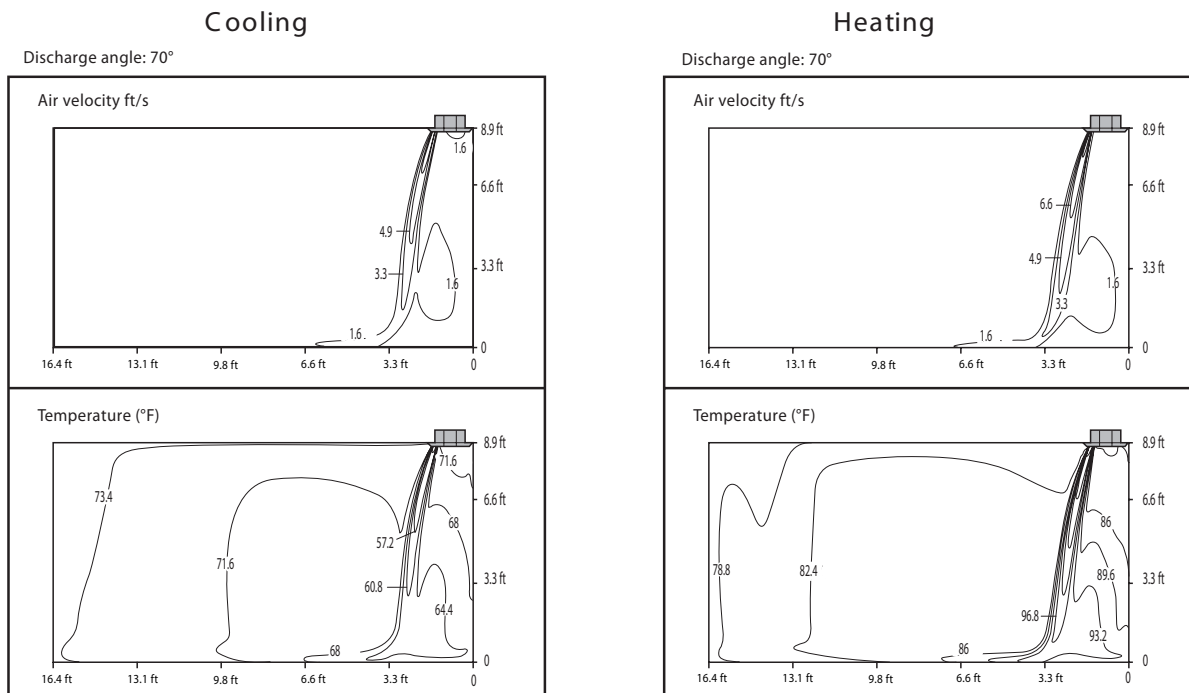 Cooling
Discharge angle: 70°
Air velocity ft/s
8.9 ft
1.6
6.6 ft
4.9
3.3 ft
3.3
1.6
1.6
0
16.4 ft 13.1 ft 9.8 ft 6.6 ft 3.3 ft 0
Temperature (°F)
8.9 ft
71.6
73.4
6.6 ft
68
57.2
71.6
60.8
3.3 ft
64.4
68
0
16.4 ft 13.1 ft 9.8 ft 6.6 ft 3.3 ft 0
Heating
Discharge angle: 70°
Air velocity ft/s
8.9 ft
6.6 ft
6.6
4.9
3.3 ft
1.6
3.3
1.6
0
16.4 ft 13.1 ft 9.8 ft 6.6 ft 3.3 ft 0
Temperature (°F)
8.9 ft
6.6 ft
86
78.8
82.4
89.6
3.3 ft
96.8
93.2
86
0
16.4 ft 13.1 ft 9.8 ft 6.6 ft 3.3 ft 0